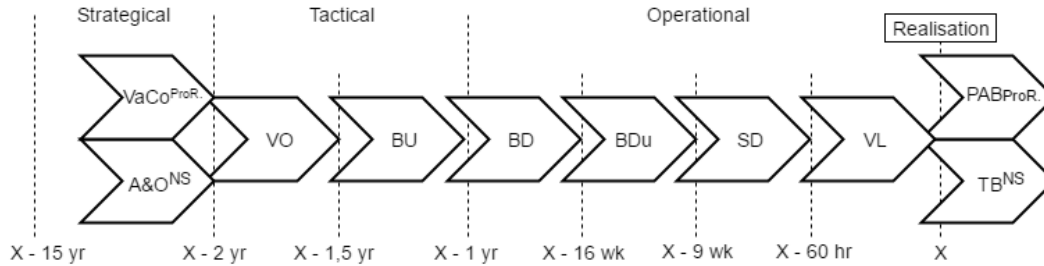 Strategical Tactical Operational
Realisation
VaCoProR. PABProR.
VO BU BD BDu SD VL
A&ONS TBNS
X - 15 yr X - 2 yr X - 1,5 yr X - 1 yr X - 16 wk X - 9 wk X - 60 hr X